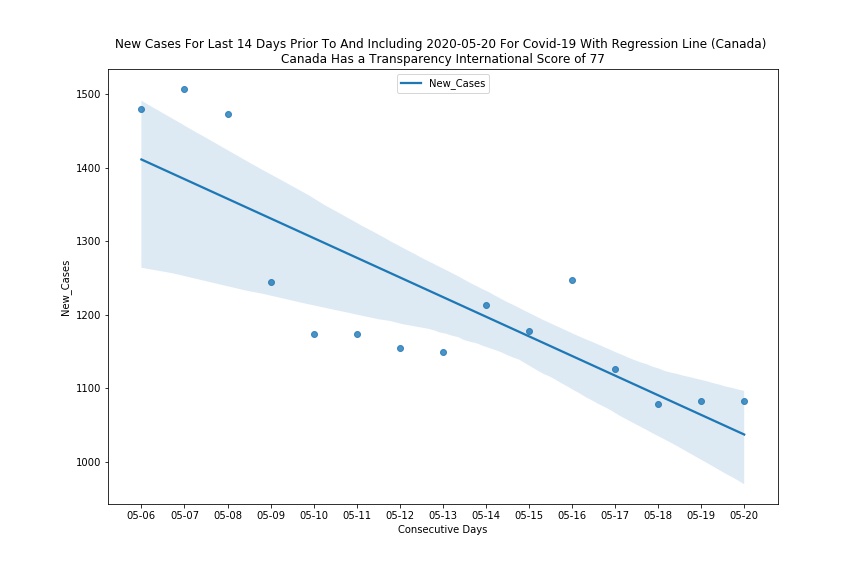 New Cases For Last 14 Days Prior To And Including 2020-05-20 For Covid-19 With Regression Line (Canada)
Canada Has a Transparency International Score of 77
New_Cases
1500
1400
1300
1200
1100
1000
New_Cases
05-06 05-07 05-08 05-09 05-10 05-11 05-12 05-13 05-14 05-15 05-16 05-17 05-18 05-19 05-20
Consecutive Days